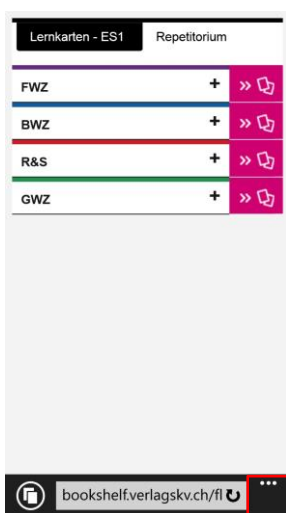 Lernkarten - ES1 Repetitorium
FWZ
BWZ
R&S
GWZ
bookshelf.verlagskv.ch/fl